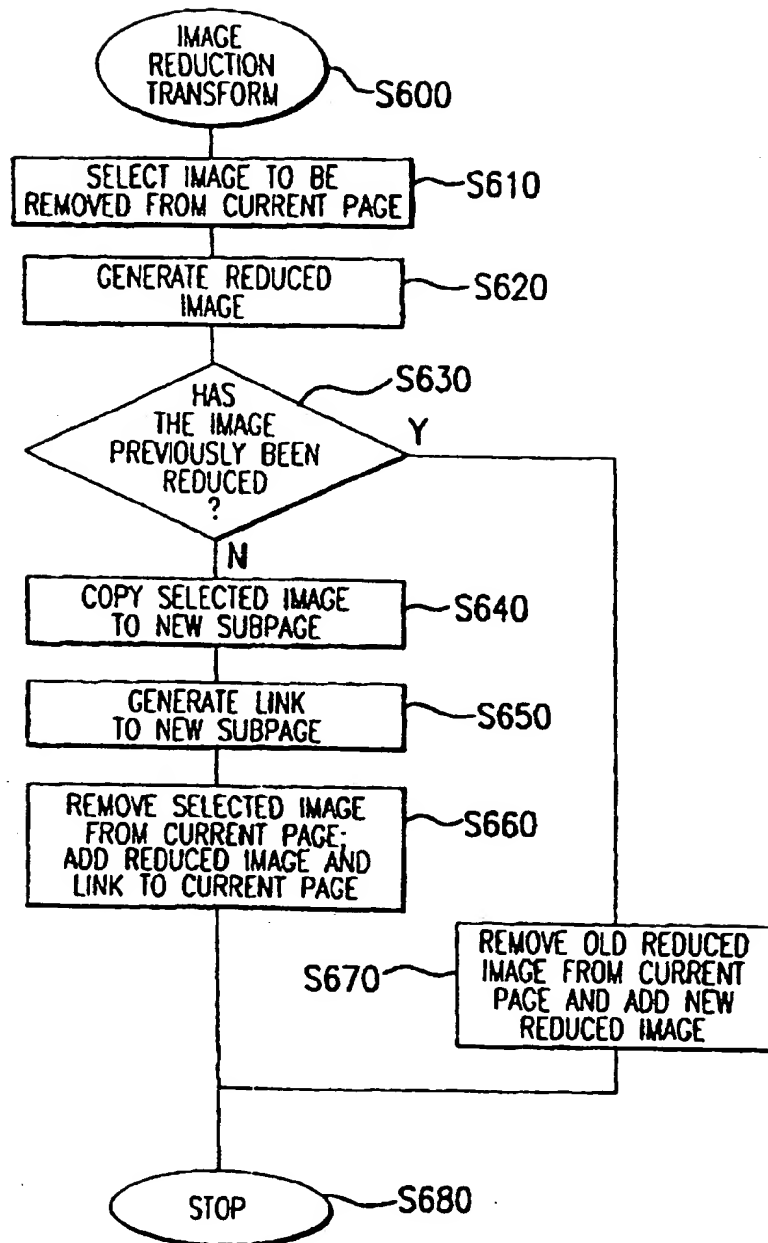 IMAGE
REDUCTION
TRANSFORM
S600
SELECT IMAGE TO BE
REMOVED FROM CURRENT PAGE
S610
GENERATE REDUCED
IMAGE
S620
S630
HAS
THE IMAGE
PREVIOUSLY BEEN
REDUCED
?
Y
N
COPY SELECTED IMAGE
TO NEW SUBPAGE
S640
GENERATE LINK
TO NEW SUBPAGE
S650
REMOVE SELECTED IMAGE
FROM CURRENT PAGE;
ADD REDUCED IMAGE AND
LINK TO CURRENT PAGE
S660
REMOVE OLD REDUCED
IMAGE FROM CURRENT
PAGE AND ADD NEW
REDUCED IMAGE
S670
STOP
S680